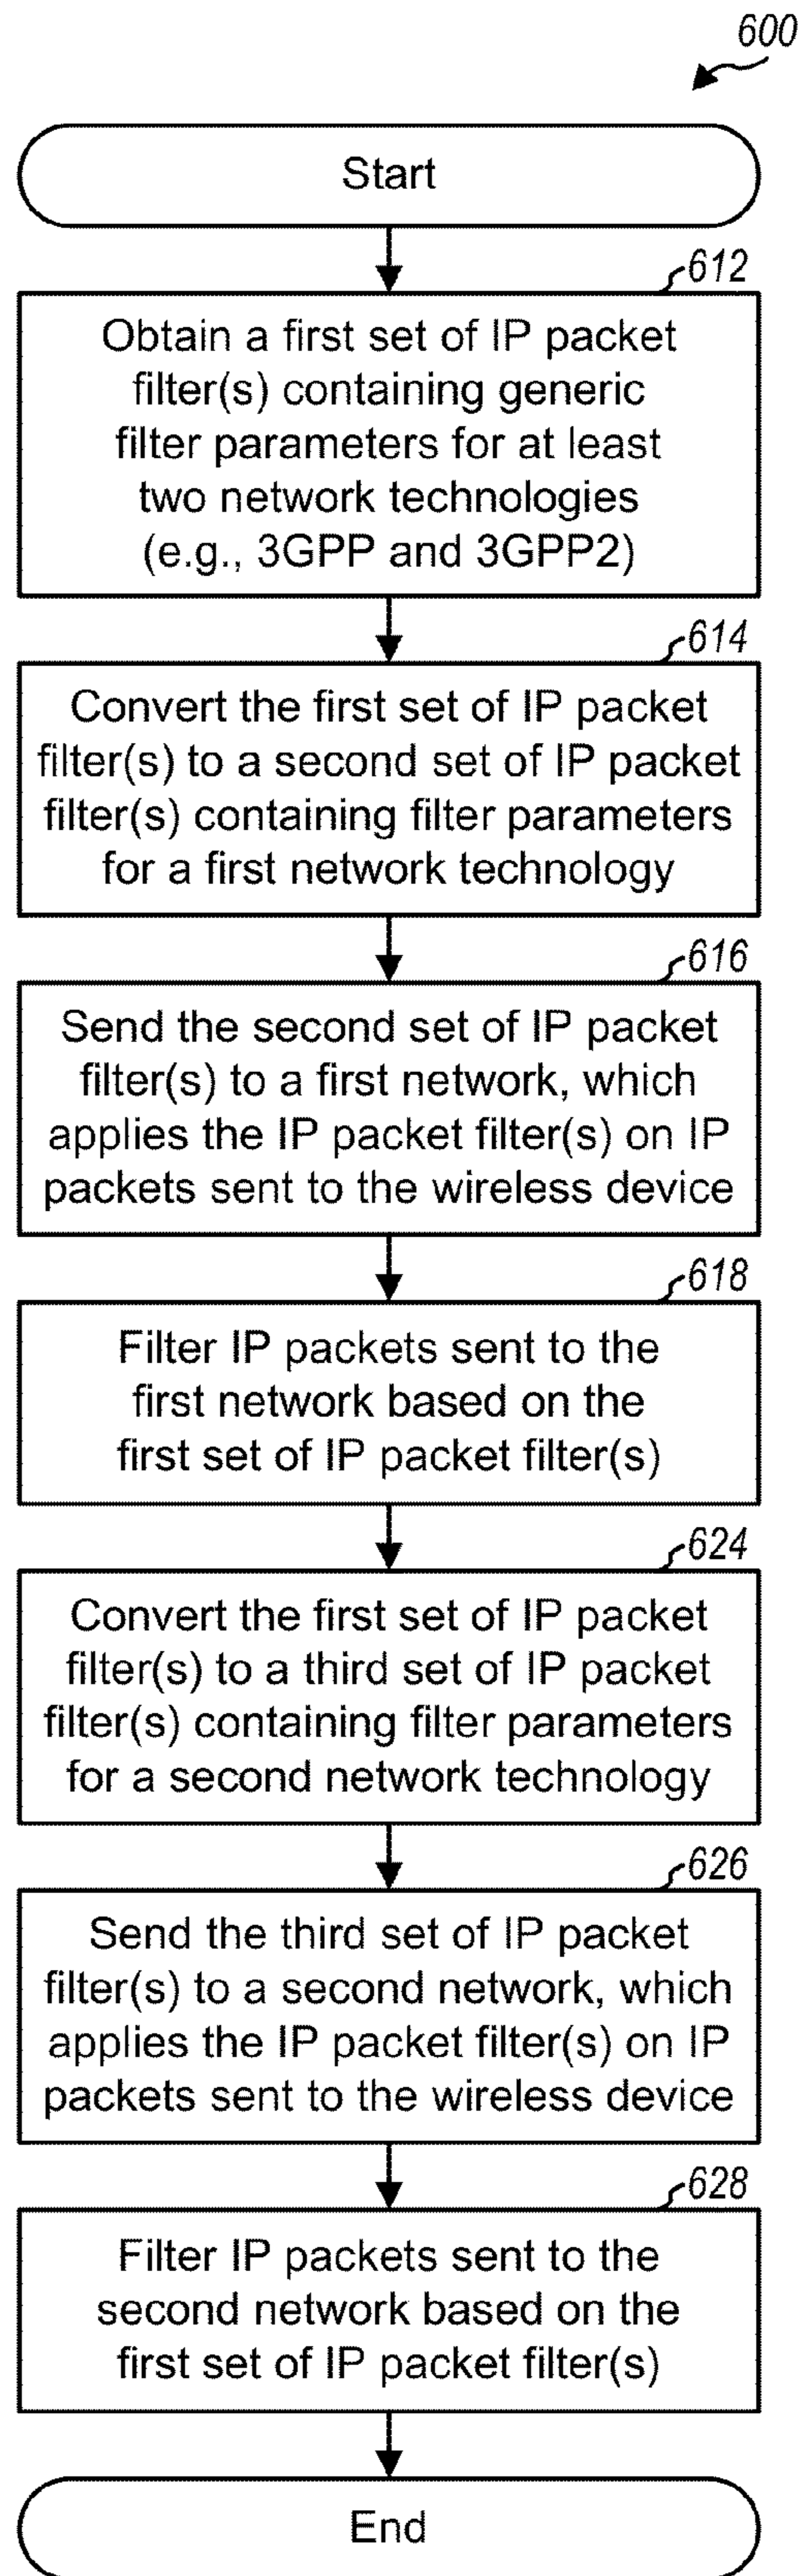 600
Start
612
Obtain a first set of IP packet
filter(s) containing generic
filter parameters for at least
two network technologies
(e.g., 3GPP and 3GPP2)
614
Convert the first set of IP packet
filter(s) to a second set of IP packet
filter(s) containing filter parameters
for a first network technology
616
Send the second set of IP packet
filter(s) to a first network, which
applies the IP packet filter(s) on IP
packets sent to the wireless device
618
Filter IP packets sent to the
first network based on the
first set of IP packet filter(s)
624
Convert the first set of IP packet
filter(s) to a third set of IP packet
filter(s) containing filter parameters
for a second network technology
626
Send the third set of IP packet
filter(s) to a second network, which
applies the IP packet filter(s) on IP
packets sent to the wireless device
628
Filter IP packets sent to the
second network based on the
first set of IP packet filter(s)
End